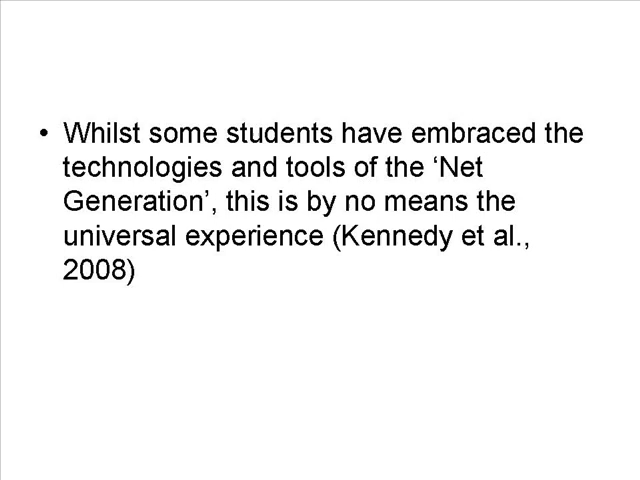 • Whilst some students have embraced the
technologies and tools of the ‘Net
Generation’, this is by no means the
universal experience (Kennedy et al.,
2008)